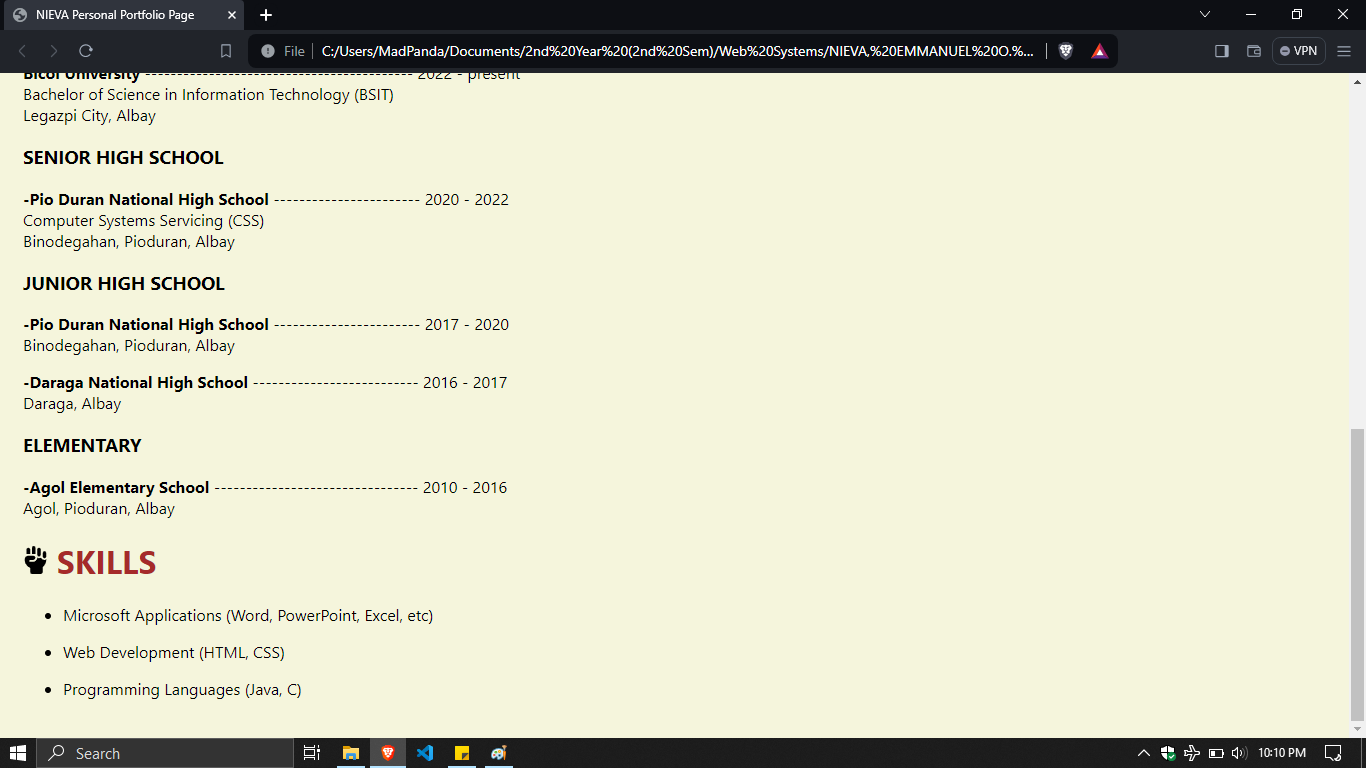 NIEVA Personal Portfolio Page
File C:/Users/MadPanda/Documents/2nd%20Year%20(2nd%20Sem)/Web%20Systems/NIEVA,%20EMMANUEL%20O.%... VPN
Bicol University ------------------------------------------ 2022 - present
Bachelor of Science in Information Technology (BSIT)
Legazpi City, Albay
SENIOR HIGH SCHOOL
-Pio Duran National High School ----------------------- 2020 - 2022
Computer Systems Servicing (CSS)
Binodegahan, Pioduran, Albay
JUNIOR HIGH SCHOOL
-Pio Duran National High School ----------------------- 2017 - 2020
Binodegahan, Pioduran, Albay
-Daraga National High School -------------------------- 2016 - 2017
Daraga, Albay
ELEMENTARY
-Agol Elementary School -------------------------------- 2010 - 2016
Agol, Pioduran, Albay
SKILLS
• Microsoft Applications (Word, PowerPoint, Excel, etc)
• Web Development (HTML, CSS)
• Programming Languages (Java, C)
Search 10:10 PM